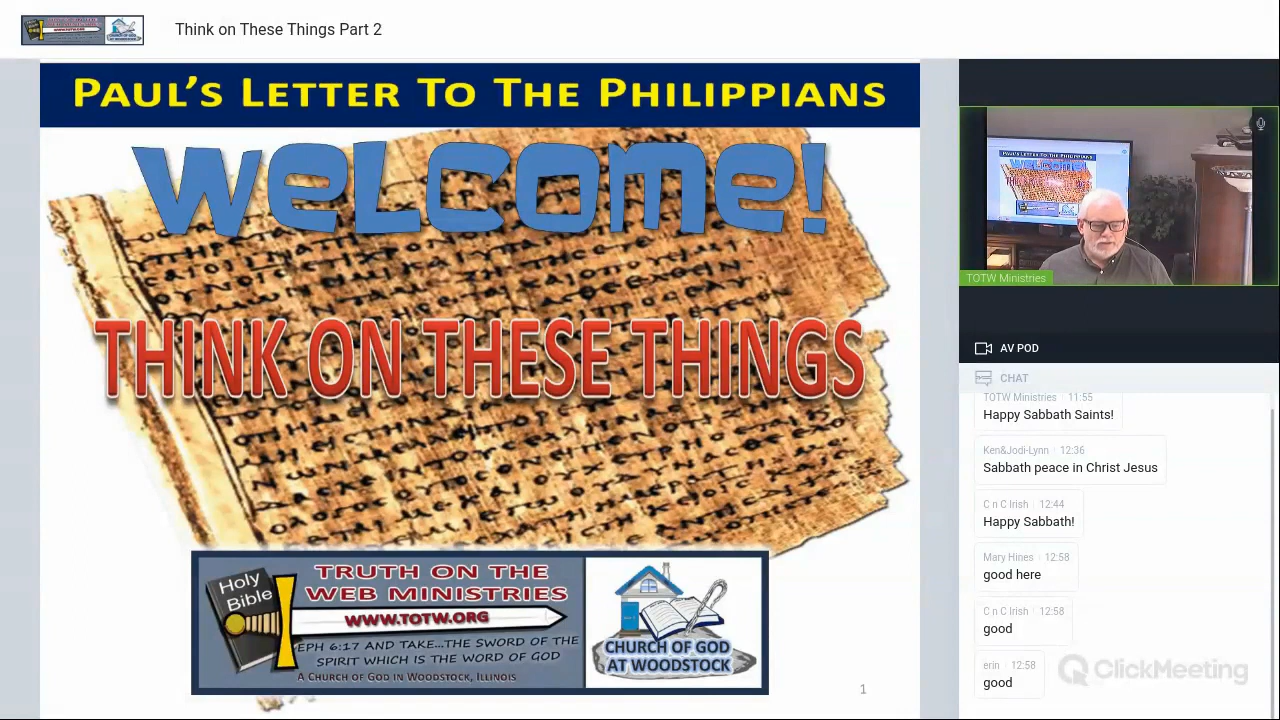 Think on These Things Part 2
PAUL'S LETTER TO THE PHILIPPIANS
WELCOME!
THINK ON THESE THINGS
Holy
Bible
TRUTH ON THE
WEB MINISTRIES
WWW.TOTW.ORG
EPH 6:17 AND TAKE...THE SWORD OF THE
SPIRIT WHICH IS THE WORD OF GOD
A CHURCH OF GOD IN WOODSTOCK, ILLINOIS
CHURCH OF GOD
AT WOODSTOCK
1
PAUL'S LETTER TO THE PHILIPPIANS
TOTW Ministries
AV POD
CHAT
TOTW Ministries 11:55
Happy Sabbath Saints!
Ken&Jodi-Lynn 12:36
Sabbath peace in Christ Jesus
C n C Irish 12:44
Happy Sabbath!
Mary Hines 12:58
good here
C n C Irish 12:58
good
erin 12:58
good
ClickMeeting